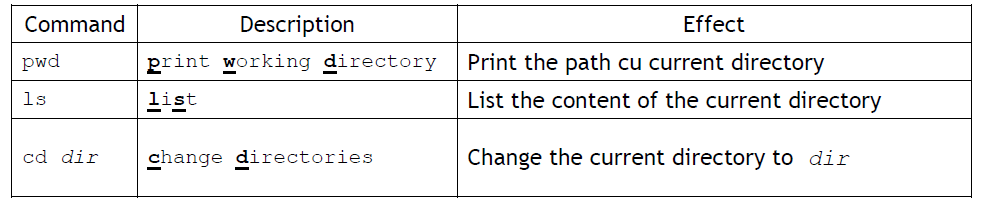 Command Description Effect
pwd print working directory Print the path cu current directory
ls list List the content of the current directory
cd dir change directories Change the current directory to dir